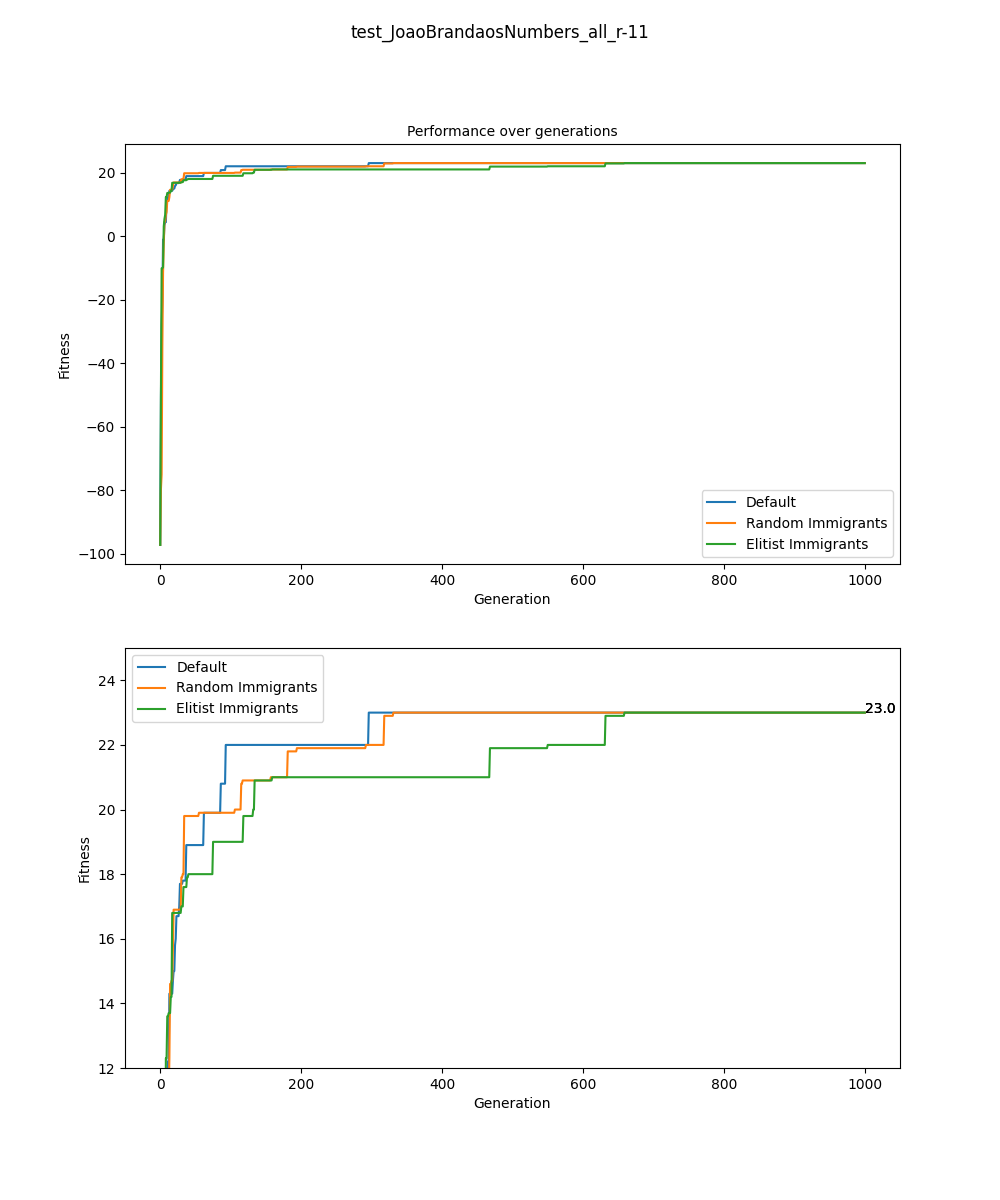 test_JoaoBrandaosNumbers_all_r-11
Performance over generations
20
0
−20
−40
−60
−80
−100
Fitness
Default
Random Immigrants
Elitist Immigrants
0 200 400 600 800 1000
Generation
Default
Random Immigrants
Elitist Immigrants
23.0
24
22
20
18
16
14
12
Fitness
0 200 400 600 800 1000
Generation